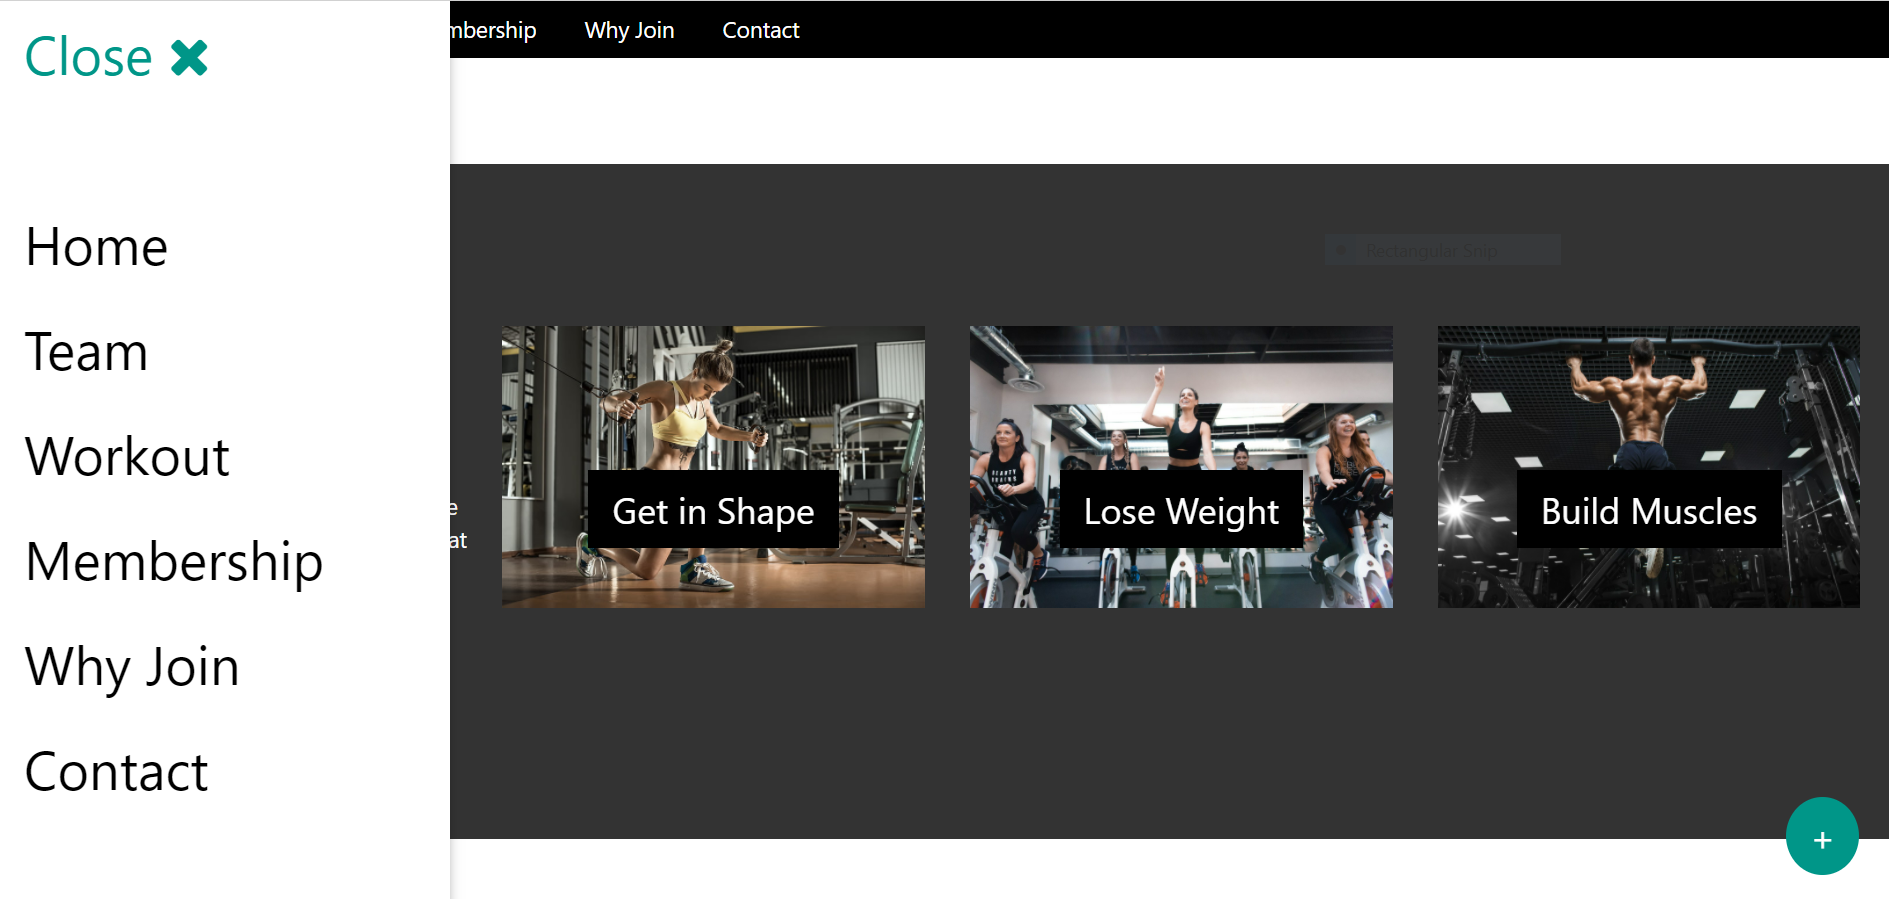 Close ✖
mbership Why Join Contact
Home
Team
Workout
Membership
Why Join
Contact
Rectangular Snip
e
at
Get in Shape
Lose Weight
Build Muscles
+